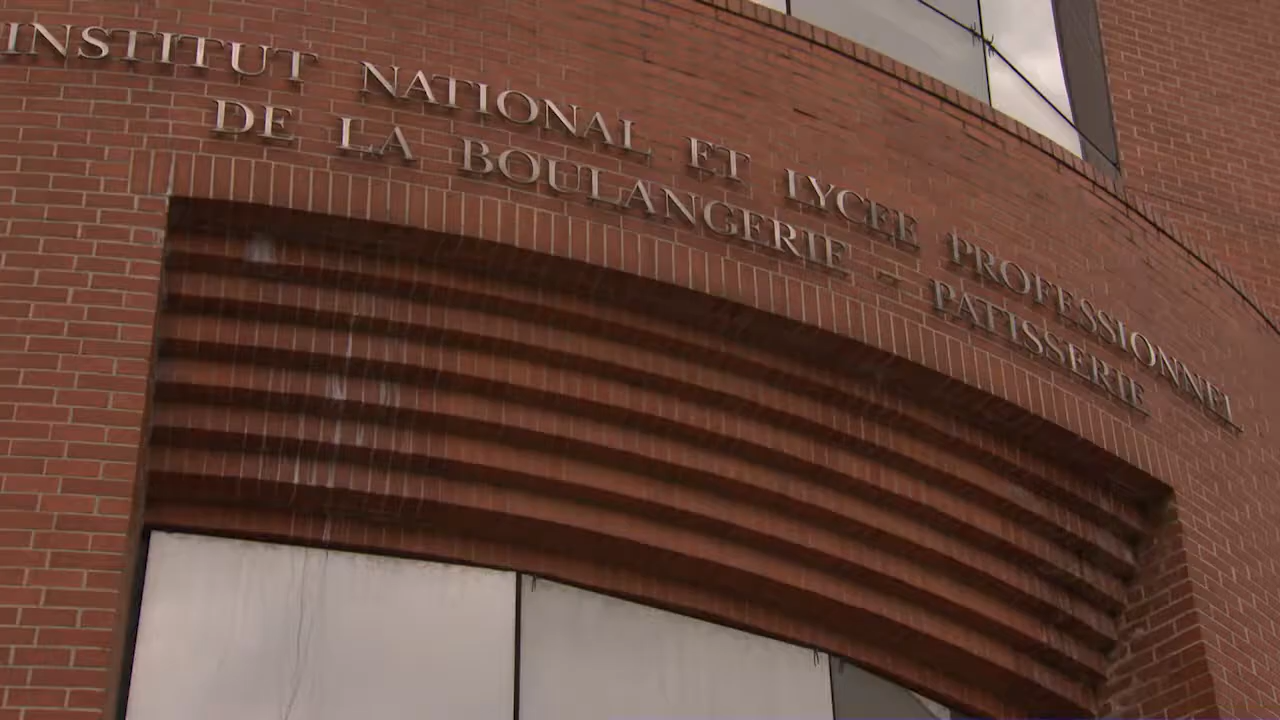 INSTITUT NATIONAL ET LYCEE PROFESSIONNEL
DE LA BOULANGERIE - PATISSERIE